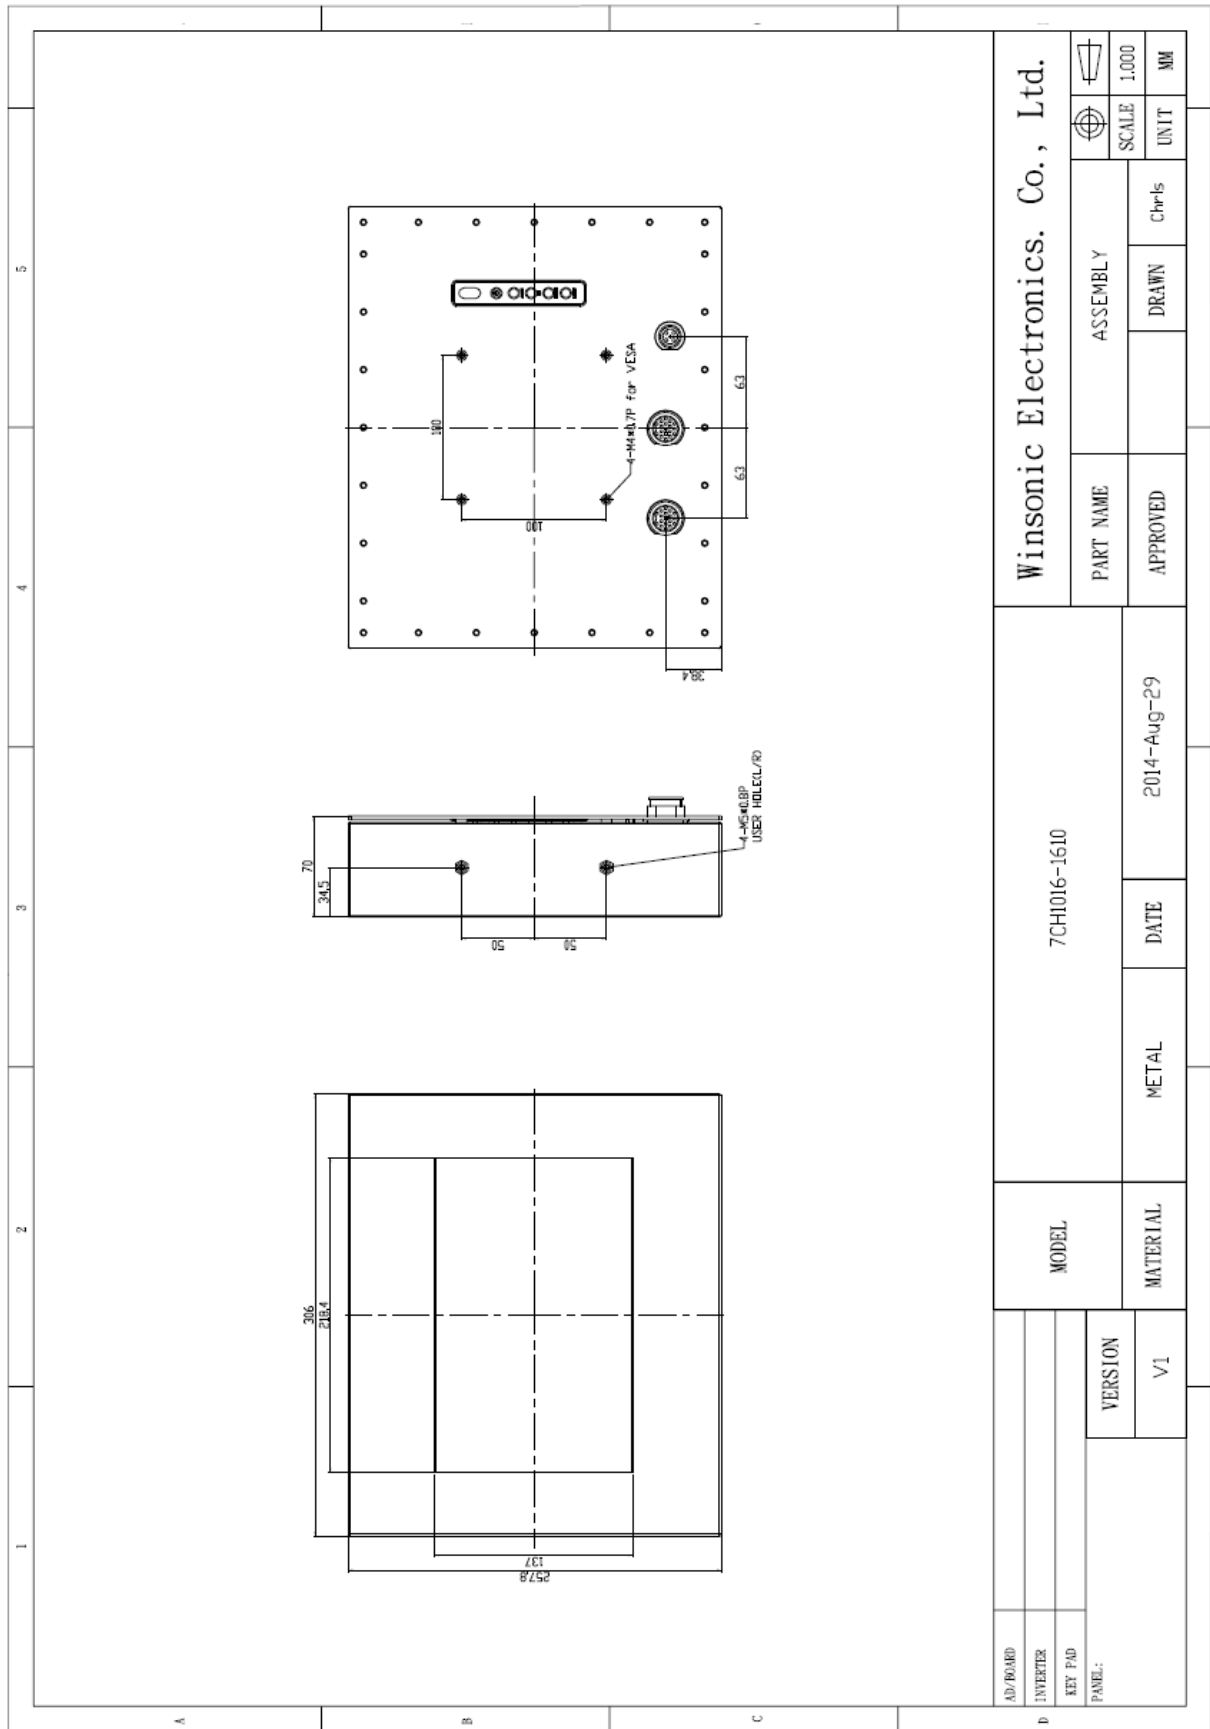 1
2
3
4
5
A
B
C
D
306
218,4
137
257,8
70
34,5
50
50
4-M5*0.8P
USER HOLE(L/R)
100
100
4-M4*0.7P for VESA
63
63
38,4
AD/BOARD
INVERTER
KEY PAD
PANEL:
VERSION
V1
MODEL
7CH1016-1610
MATERIAL
METAL
DATE
2014-Aug-29
Winsonic Electronics. Co., Ltd.
PART NAME
ASSEMBLY
SCALE
1.000
APPROVED
DRAWN
Chris
UNIT
MM